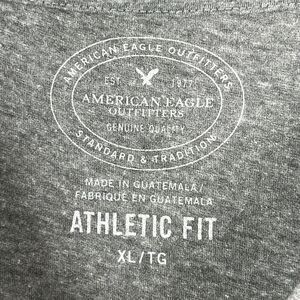 AMERICAN EAGLE OUTFITTERS
EST 1977
AMERICAN EAGLE
OUTFITTERS
GENUINE QUALITY
STANDARD & TRADITION
MADE IN GUATEMALA /
FABRIQUÉ EN GUATEMALA
ATHLETIC FIT
XL/TG